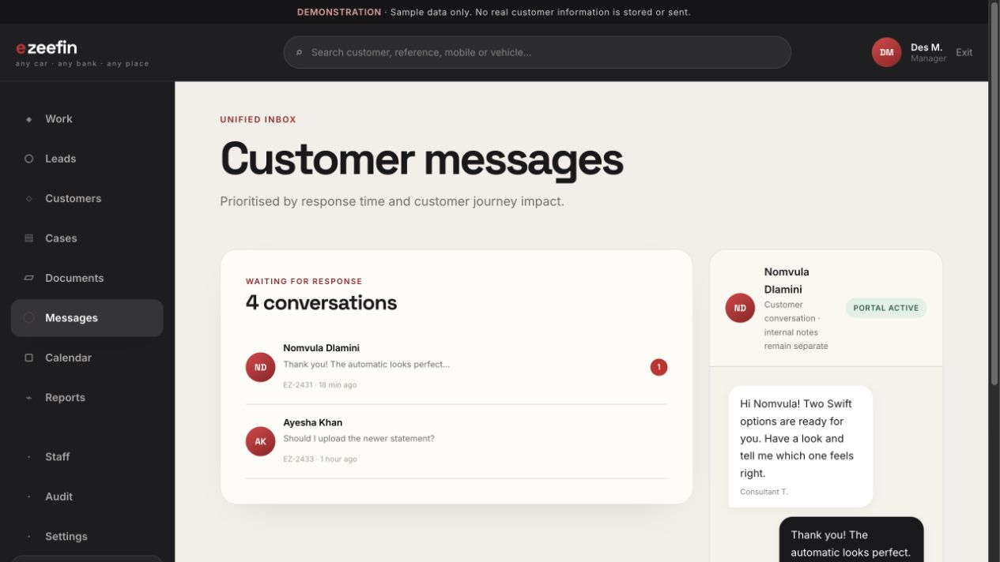 DEMONSTRATION · Sample data only. No real customer information is stored or sent.
ezeefin
any car · any bank · any place
Search customer, reference, mobile or vehicle...
DM
Des M.
Manager
Exit
Work
Leads
Customers
Cases
Documents
Messages
Calendar
Reports
Staff
Audit
Settings
UNIFIED INBOX
Customer messages
Prioritised by response time and customer journey impact.
WAITING FOR RESPONSE
4 conversations
ND
Nomvula Dlamini
Thank you! The automatic looks perfect...
EZ-2431 · 18 min ago
1
AK
Ayesha Khan
Should I upload the newer statement?
EZ-2433 · 1 hour ago
ND
Nomvula
Dlamini
Customer
conversation ·
internal notes
remain separate
PORTAL ACTIVE
Hi Nomvula! Two Swift
options are ready for
you. Have a look and
tell me which one feels
right.
Consultant T.
Thank you! The
automatic looks perfect.